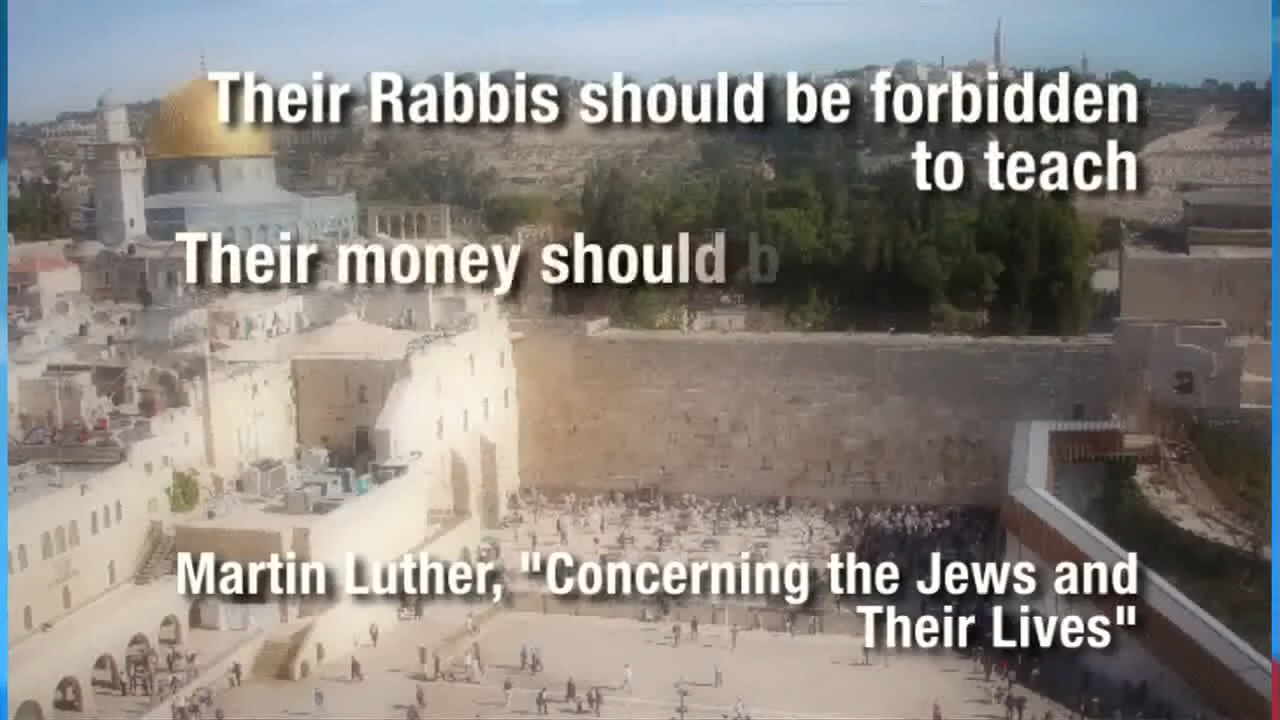 Their Rabbis should be forbidden
to teach
Their money should b
Martin Luther, "Concerning the Jews and
Their Lives"